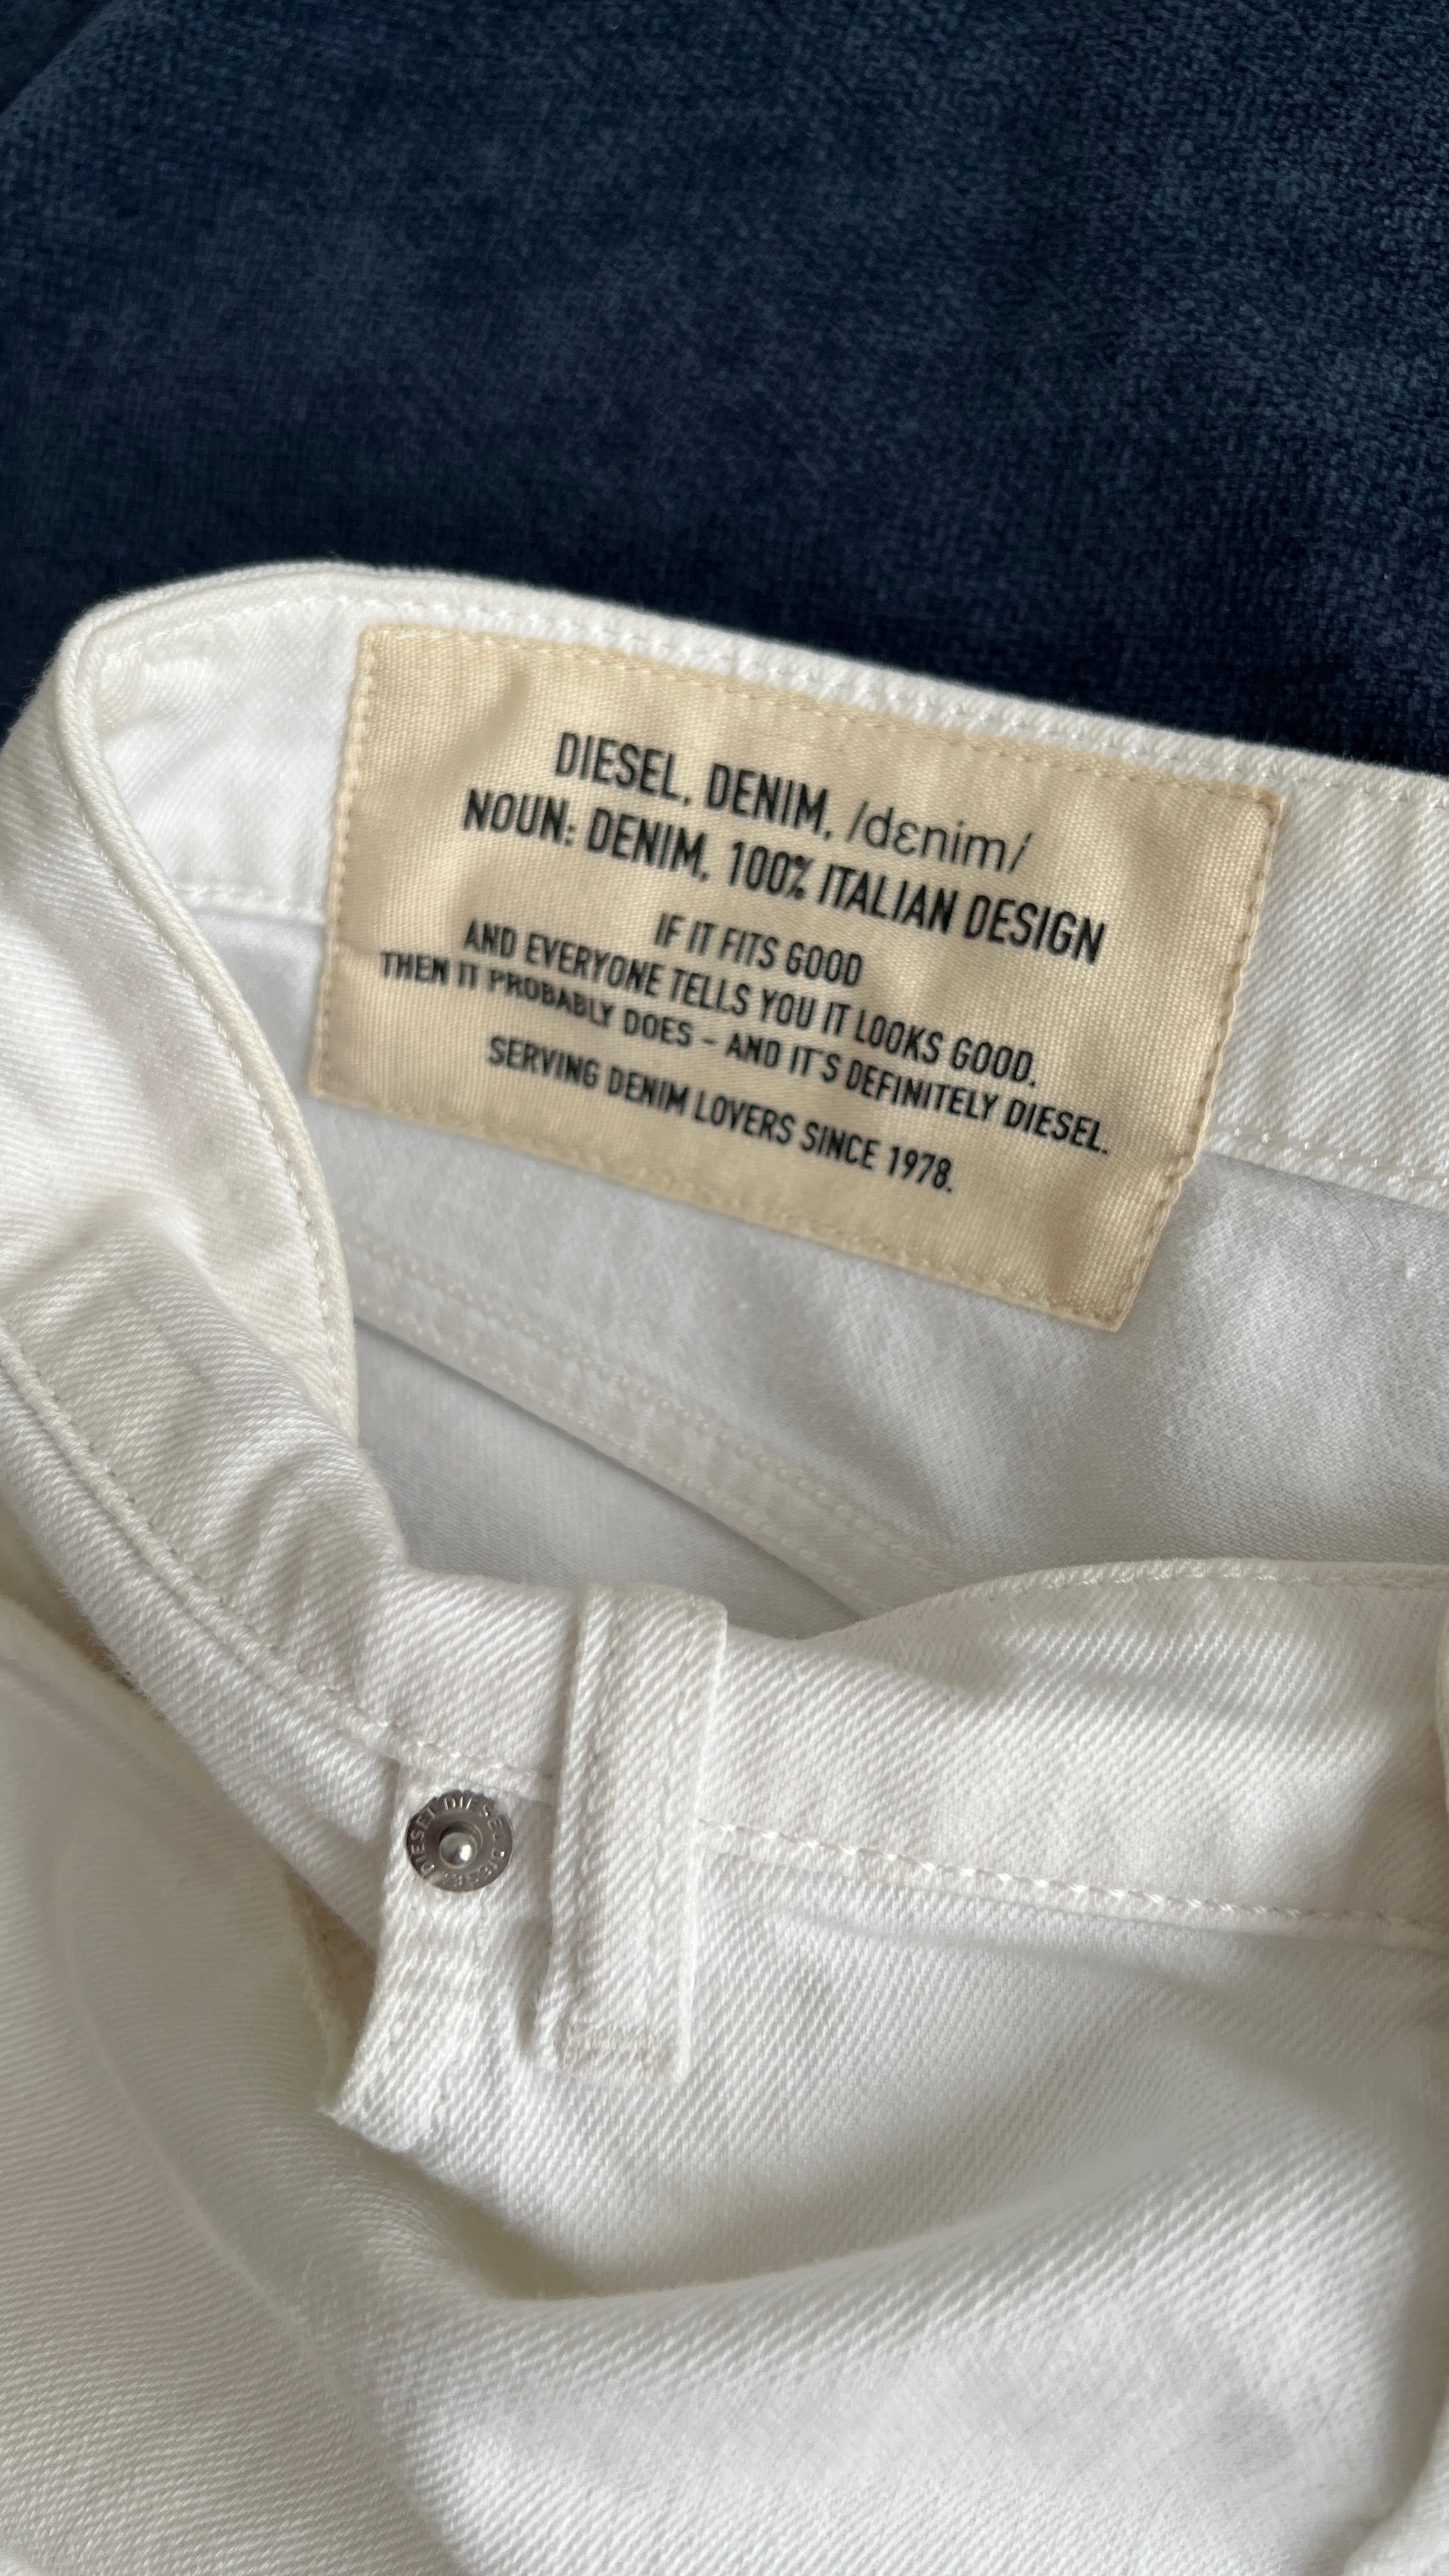 DIESEL, DENIM, /dɛnim/
NOUN: DENIM, 100% ITALIAN DESIGN
IF IT FITS GOOD
AND EVERYONE TELLS YOU IT LOOKS GOOD.
THEN IT PROBABLY DOES – AND IT'S DEFINITELY DIESEL.
SERVING DENIM LOVERS SINCE 1978.
DIESEL DIESEL DIESEL